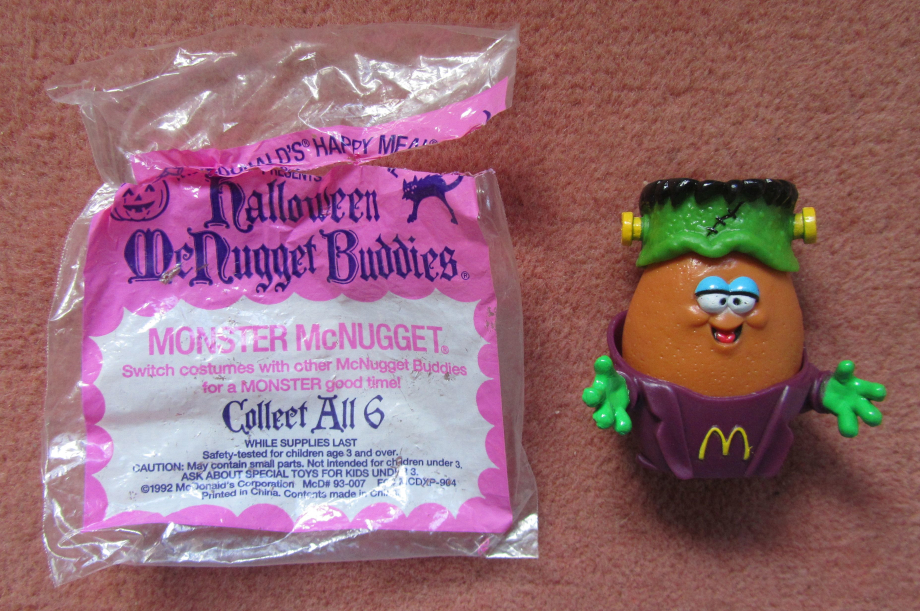 DONALD'S® HAPPY MEAL®
PRESENTS
Halloween
McNugget Buddies®
MONSTER McNUGGET®
Switch costumes with other McNugget Buddies
for a MONSTER good time!
Collect All 6
WHILE SUPPLIES LAST
Safety-tested for children age 3 and over.
CAUTION: May contain small parts. Not intended for children under 3.
ASK ABOUT SPECIAL TOYS FOR KIDS UNDER 3.
©1992 McDonald's Corporation McD# 93-007
Printed in China. Contents made in China
M